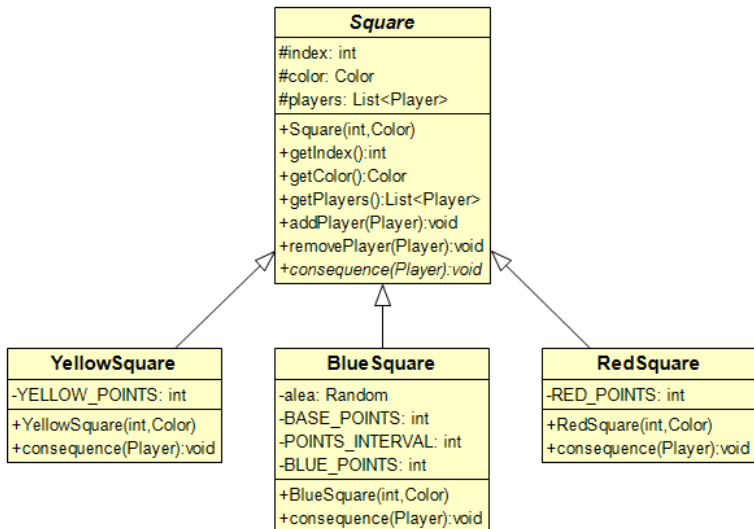 Square
#index: int
#color: Color
#players: List<Player>
+Square(int,Color)
+getIndex():int
+getColor():Color
+getPlayers():List<Player>
+addPlayer(Player):void
+removePlayer(Player):void
+consequence(Player):void
YellowSquare
-YELLOW_POINTS: int
+YellowSquare(int,Color)
+consequence(Player):void
BlueSquare
-alea: Random
-BASE_POINTS: int
-POINTS_INTERVAL: int
-BLUE_POINTS: int
+BlueSquare(int,Color)
+consequence(Player):void
RedSquare
-RED_POINTS: int
+RedSquare(int,Color)
+consequence(Player):void